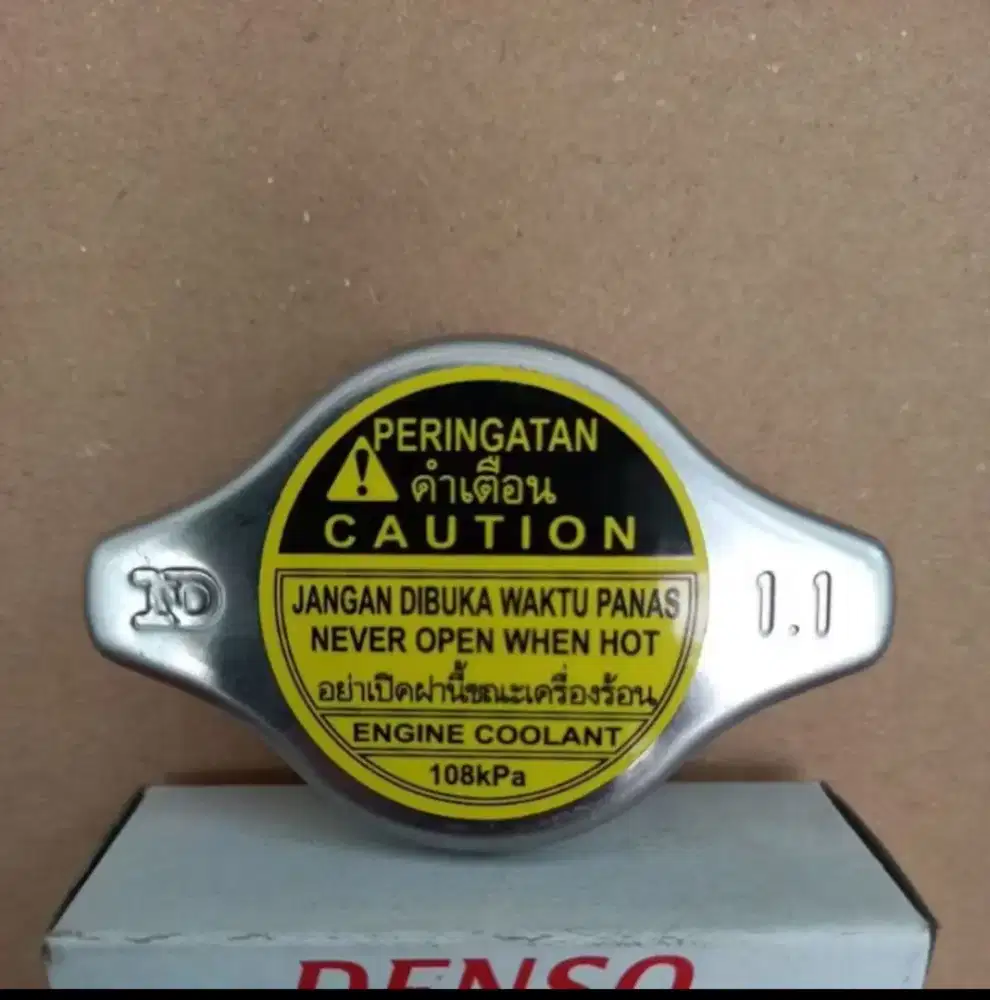 PERINGATAN
คำเตือน
CAUTION
ND
1.1
JANGAN DIBUKA WAKTU PANAS
NEVER OPEN WHEN HOT
อย่าเปิดฝานี้ขณะเครื่องร้อน
ENGINE COOLANT
108kPa
DENSO